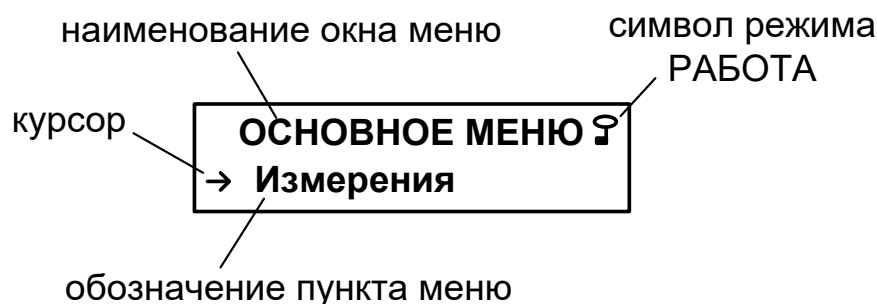 наименование окна меню
символ режима
РАБОТА
курсор
ОСНОВНОЕ МЕНЮ
→ Измерения
обозначение пункта меню